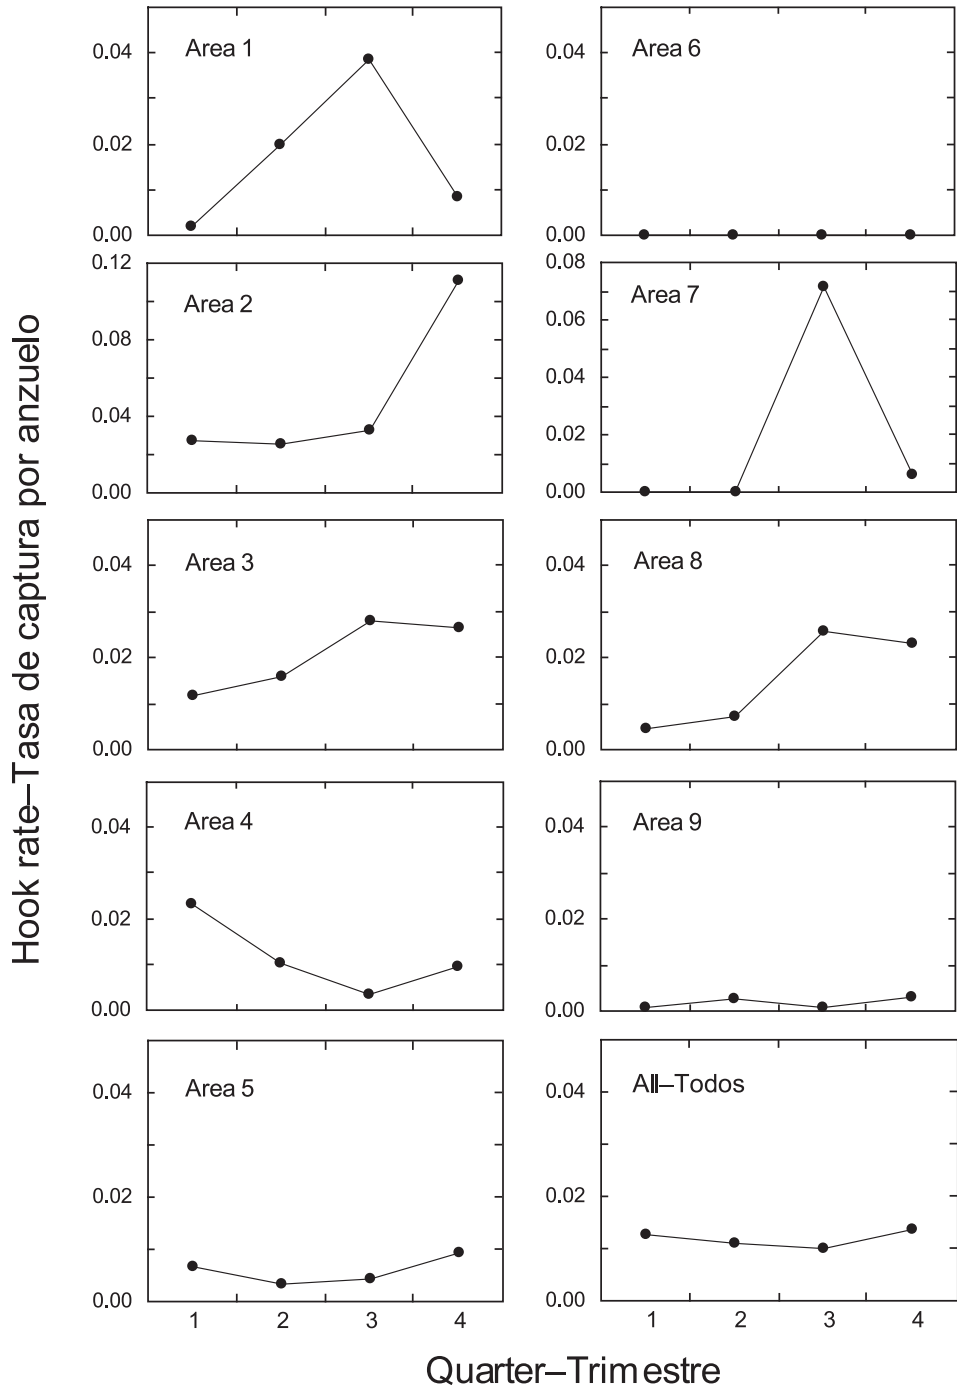 Hook rate–Tasa de captura por anzuelo
Area 1
0.04
0.02
0.00
Area 6
0.04
0.02
0.00
Area 2
0.12
0.08
0.04
0.00
Area 7
0.08
0.06
0.04
0.02
0.00
Area 3
0.04
0.02
0.00
Area 8
0.04
0.02
0.00
Area 4
0.04
0.02
0.00
Area 9
0.04
0.02
0.00
Area 5
0.04
0.02
0.00
1 2 3 4
All–Todos
0.04
0.02
0.00
1 2 3 4
Quarter–Trimestre